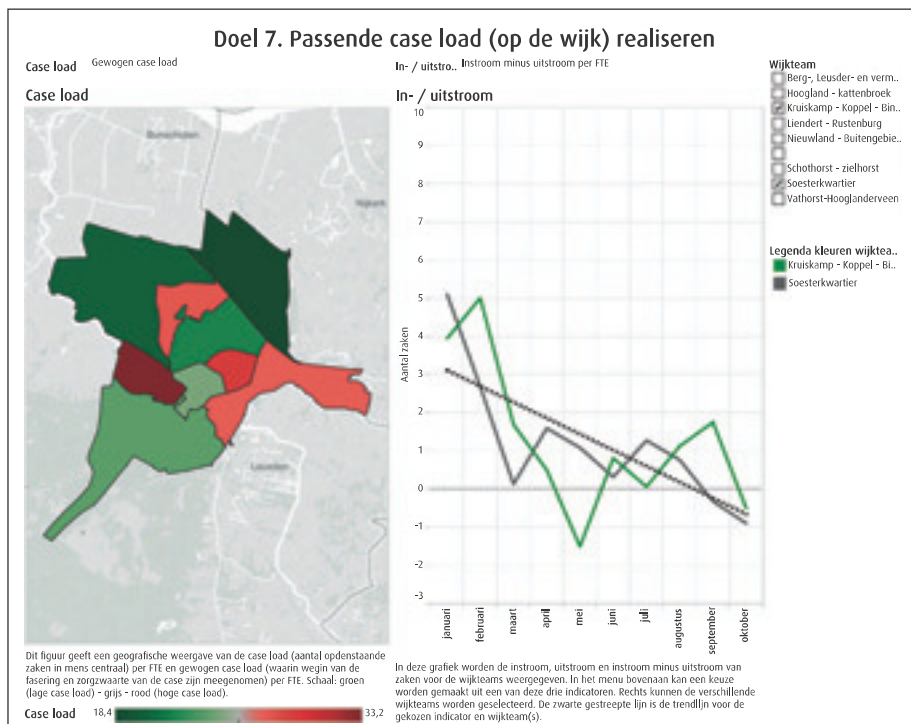 Doel 7. Passende case load (op de wijk) realiseren
Case load Gewogen case load
In- / uitstro.. Instroom minus uitstroom per FTE
Case load
Bunschoten
Nijkerk
Leusden
Dit figuur geeft een geografische weergave van de case load (aantal opdenstaande
zaken in mens centraal) per FTE en gewogen case load (waarin wegin van de
fasering en zorgzwaarte van de case zijn meegenomen) per FTE. Schaal: groen
(lage case load) - grijs - rood (hoge case load).
Case load 18,4 33,2
In- / uitstroom
Aantal zaken
10
9
8
7
6
5
4
3
2
1
0
-1
-2
-3
januari
februari
maart
april
mei
juni
juli
augustus
september
oktober
In deze grafiek worden de instroom, uitstroom en instroom minus uitstroom van
zaken voor de wijkteams weergegeven. In het menu bovenaan kan een keuze
worden gemaakt uit een van deze drie indicatoren. Rechts kunnen de verschillende
wijkteams worden geselecteerd. De zwarte gestreepte lijn is de trendlijn voor de
gekozen indicator en wijkteam(s).
Wijkteam
Berg-, Leusder- en verm..
Hoogland - kattenbroek
Kruiskamp - Koppel - Bin..
Liendert - Rustenburg
Nieuwland - Buitengebie..
Schothorst - zielhorst
Soesterkwartier
Vathorst-Hooglanderveen
Legenda kleuren wijktea..
Kruiskamp - Koppel - Bi..
Soesterkwartier